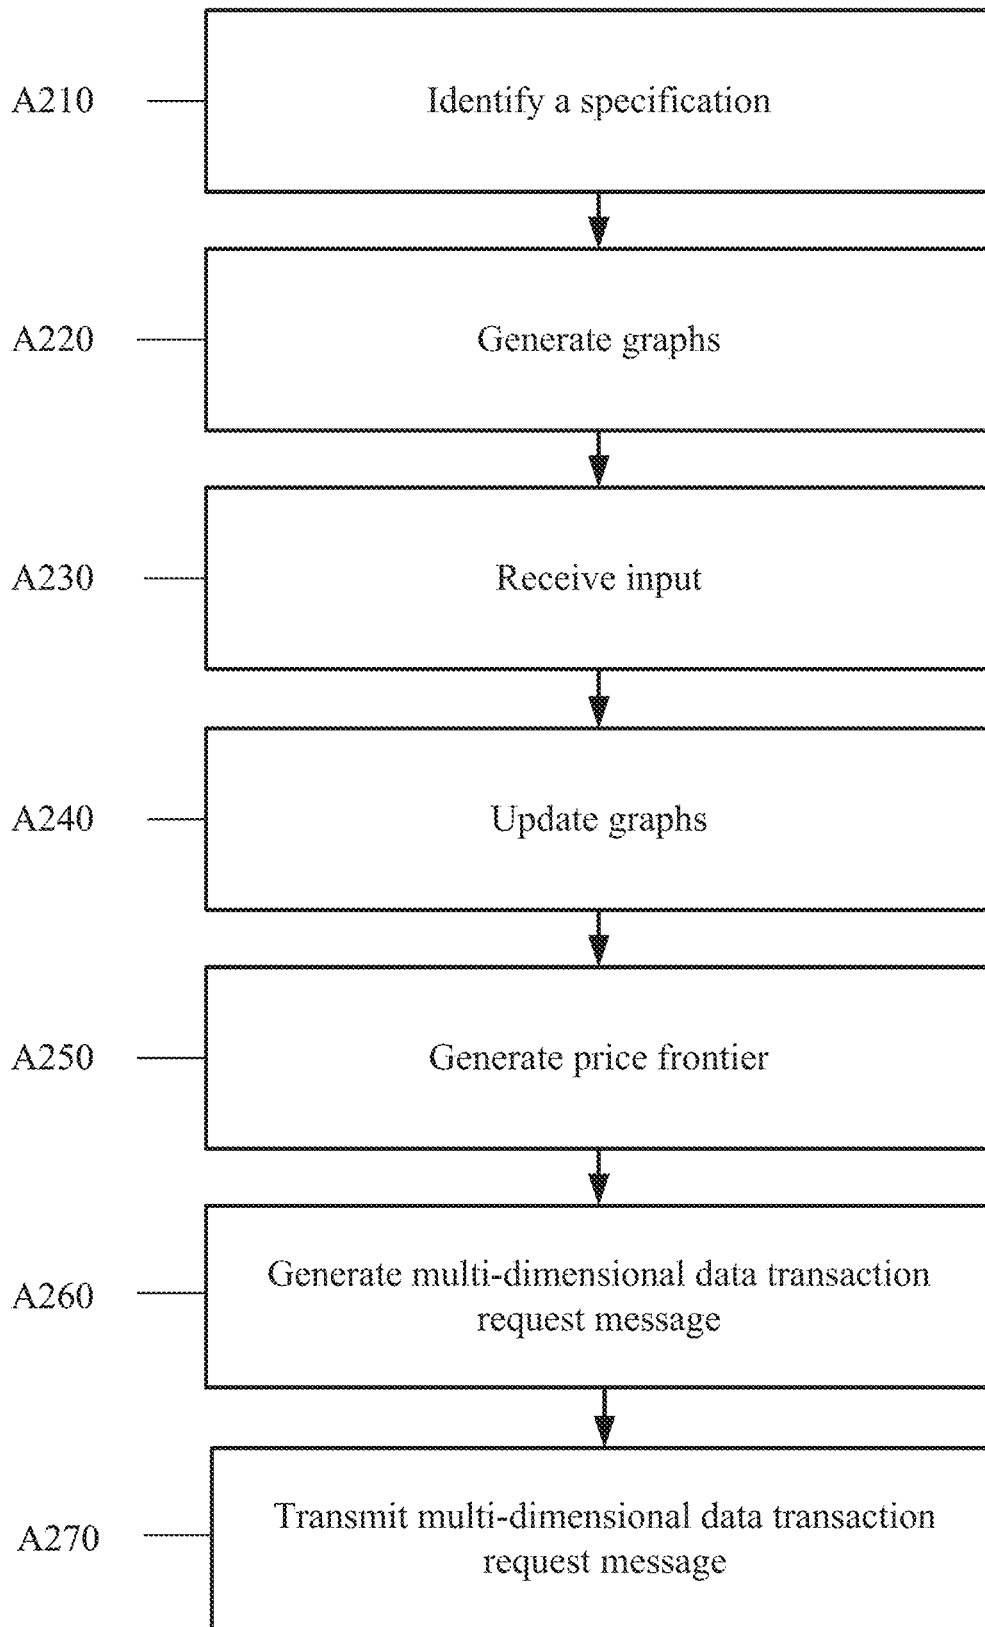 A210
Identify a specification
A220
Generate graphs
A230
Receive input
A240
Update graphs
A250
Generate price frontier
A260
Generate multi-dimensional data transaction
request message
A270
Transmit multi-dimensional data transaction
request message